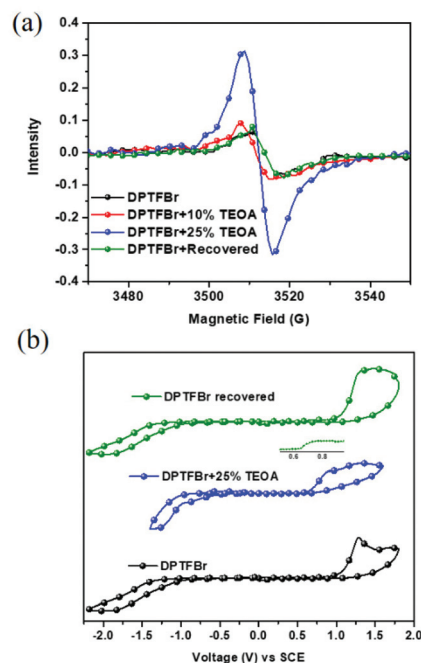 (a)
0.4
0.3
0.2
0.1
0.0
-0.1
-0.2
-0.3
-0.4
Intensity
DPTFBr
DPTFBr+10% TEOA
DPTFBr+25% TEOA
DPTFBr+Recovered
3480 3500 3520 3540
Magnetic Field (G)
(b)
DPTFBr recovered
0.6 0.8
DPTFBr+25% TEOA
DPTFBr
-2.0 -1.5 -1.0 -0.5 0.0 0.5 1.0 1.5 2.0
Voltage (V) vs SCE